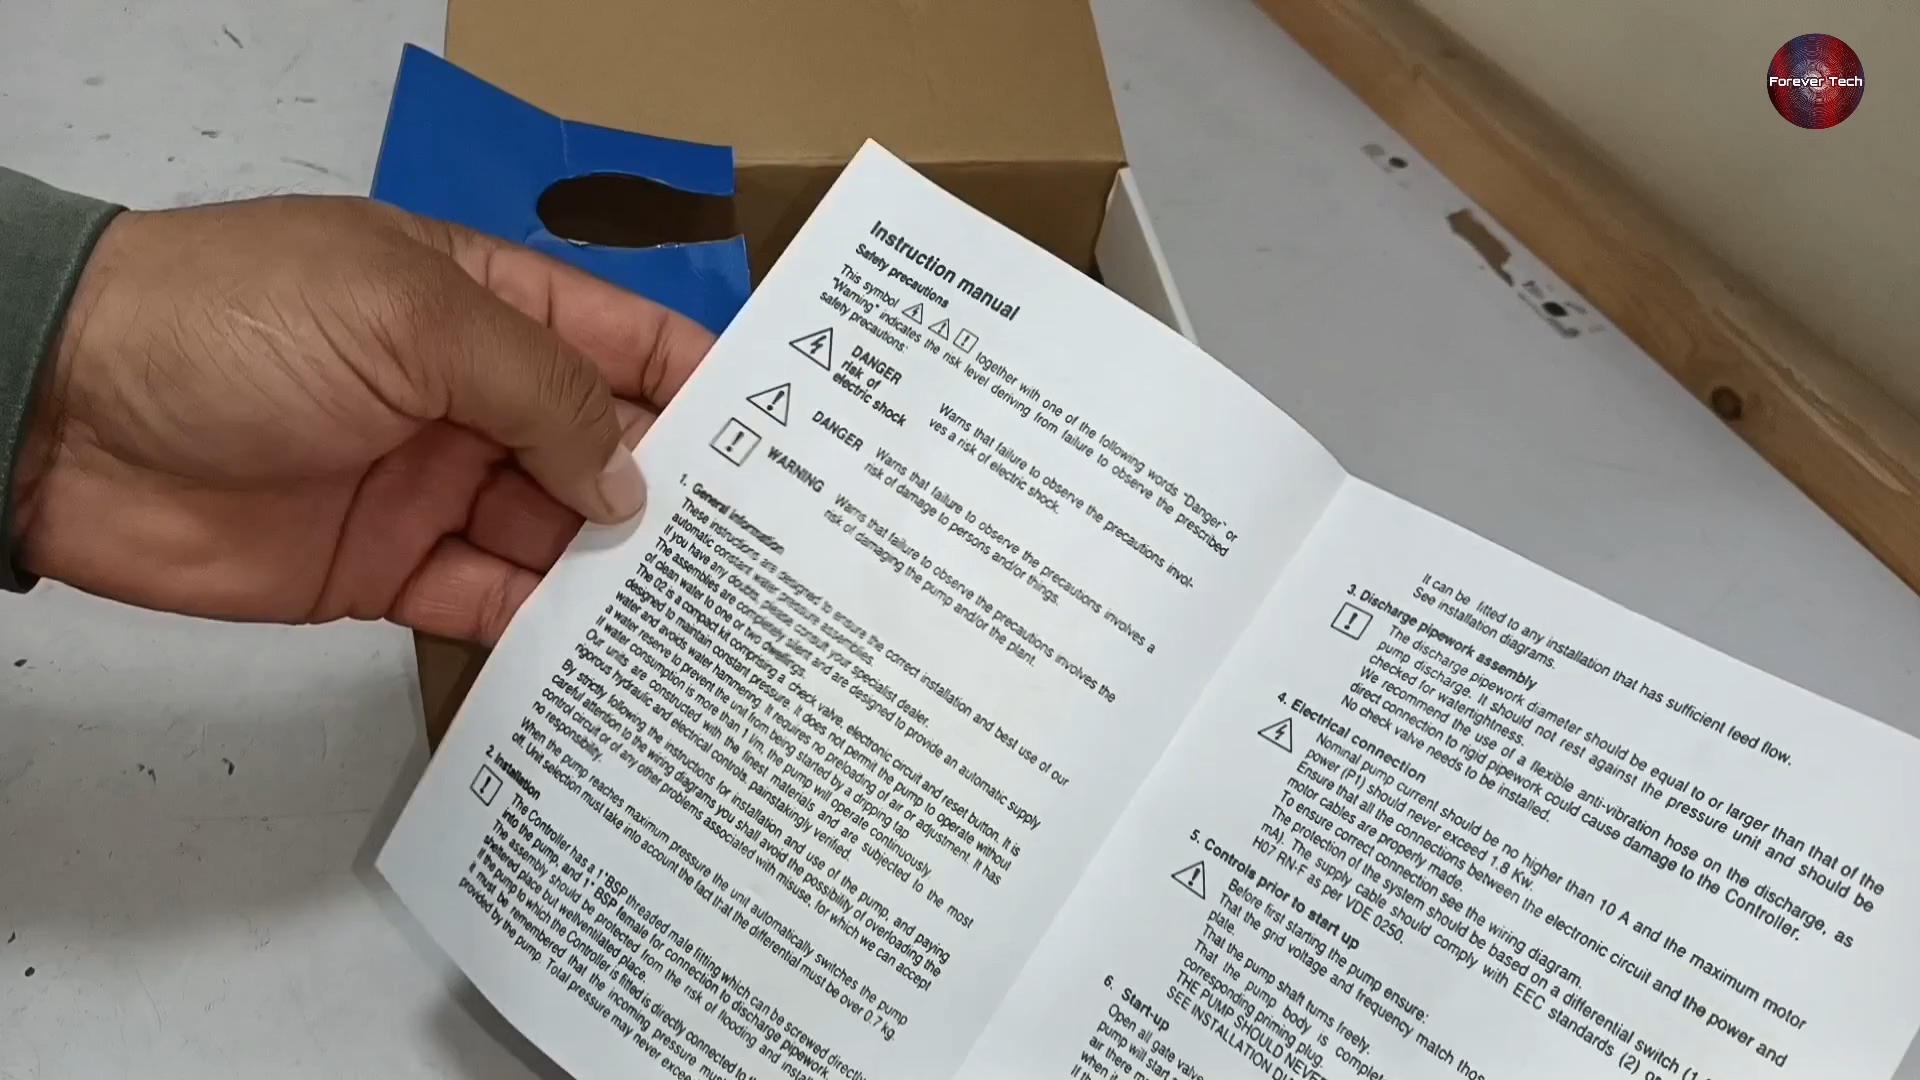 Forever Tech
Instruction manual
Safety precautions
This symbol together with one of the following words "Danger" or
"Warning" indicates the risk level deriving from failure to observe the prescribed
safety precautions:
DANGER
risk of
electric shock
Warns that failure to observe the precautions invol-
ves a risk of electric shock.
DANGER
Warns that failure to observe the precautions involves a
risk of damage to persons and/or things.
WARNING
Warns that failure to observe the precautions involves the
risk of damaging the pump and/or the plant.
1. General information
These instructions are designed to ensure the correct installation and best use of our
automatic constant water pressure assemblies.
If you have any doubts, please consult your specialist dealer.
The assemblies are completely silent and are designed to provide an automatic supply
of clean water to one or two dwellings.
The 02 is a compact kit comprising a check valve, electronic circuit and reset button. It is
designed to maintain constant pressure. It does not permit the pump to operate without
water and avoids water hammering. It requires no preloading of air or adjustment. It has
a water reserve to prevent the unit from being started by a dripping tap
If water consumption is more than 1 l/m, the pump will operate continuously.
Our units are constructed with the finest materials and are subjected to the most
rigorous hydraulic and electrical controls, painstakingly verified.
By strictly following the instructions for installation and use of the pump, and paying
careful attention to the wiring diagrams you shall avoid the possibility of overloading the
control circuit or of any other problems associated with misuse, for which we can accept
no responsibility.
When the pump reaches maximum pressure the unit automatically switches the pump
off. Unit selection must take into account the fact that the differential must be over 0.7 kg.
2. Installation
The Controller has a 1"BSP threaded male fitting which can be screwed directly
into the pump, and 1" BSP female for connection to discharge pipework.
The assembly should be protected from the risk of flooding and
sheltered place but wellventilated place.
If the pump to which the Controller is fitted is directly connected to
it must be remembered that the incoming pressure
provided by the pump. Total pressure may never
It can be fitted to any installation that has sufficient feed flow.
See installation diagrams.
3. Discharge pipework assembly
The discharge pipework diameter should be equal to or larger than that of the
pump discharge. It should not rest against the pressure unit and should be
checked for watertightness.
We recommend the use of a flexible anti-vibration hose on the discharge, as
direct connection to rigid pipework could cause damage to the Controller.
No check valve needs to be installed.
4. Electrical connection
Nominal pump current should be no higher than 10 A and the maximum motor
power (P1) should never exceed 1.8 Kw.
Ensure that all the connections between the electronic circuit and the power and
motor cables are properly made.
To ensure correct connection see the wiring diagram.
The protection of the system should be based on a differential switch
mA). The supply cable should comply with EEC standards (2)
H07 RN-F as per VDE 0250.
5. Controls prior to start up
Before first starting the pump ensure:
That the grid voltage and frequency match
plate.
That the pump shaft turns freely.
That the pump body is
corresponding priming plug.
THE PUMP SHOULD NEVER
SEE INSTALLATION
6. Start-up
Open all gate
pump will start
air there